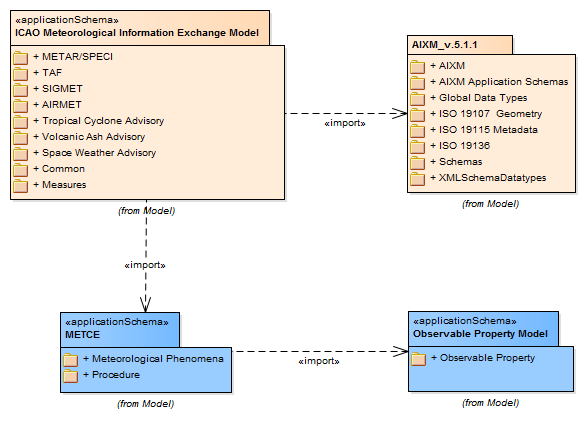 «applicationSchema»
ICAO Meteorological Information Exchange Model
+ METAR/SPECI
+ TAF
+ SIGMET
+ AIRMET
+ Tropical Cyclone Advisory
+ Volcanic Ash Advisory
+ Space Weather Advisory
+ Common
+ Measures
(from Model)
«import»
AIXM_v.5.1.1
+ AIXM
+ AIXM Application Schemas
+ Global Data Types
+ ISO 19107 Geometry
+ ISO 19115 Metadata
+ ISO 19136
+ Schemas
+ XMLSchemaDatatypes
(from Model)
«import»
«applicationSchema»
METCE
+ Meteorological Phenomena
+ Procedure
(from Model)
«import»
«applicationSchema»
Observable Property Model
+ Observable Property
(from Model)